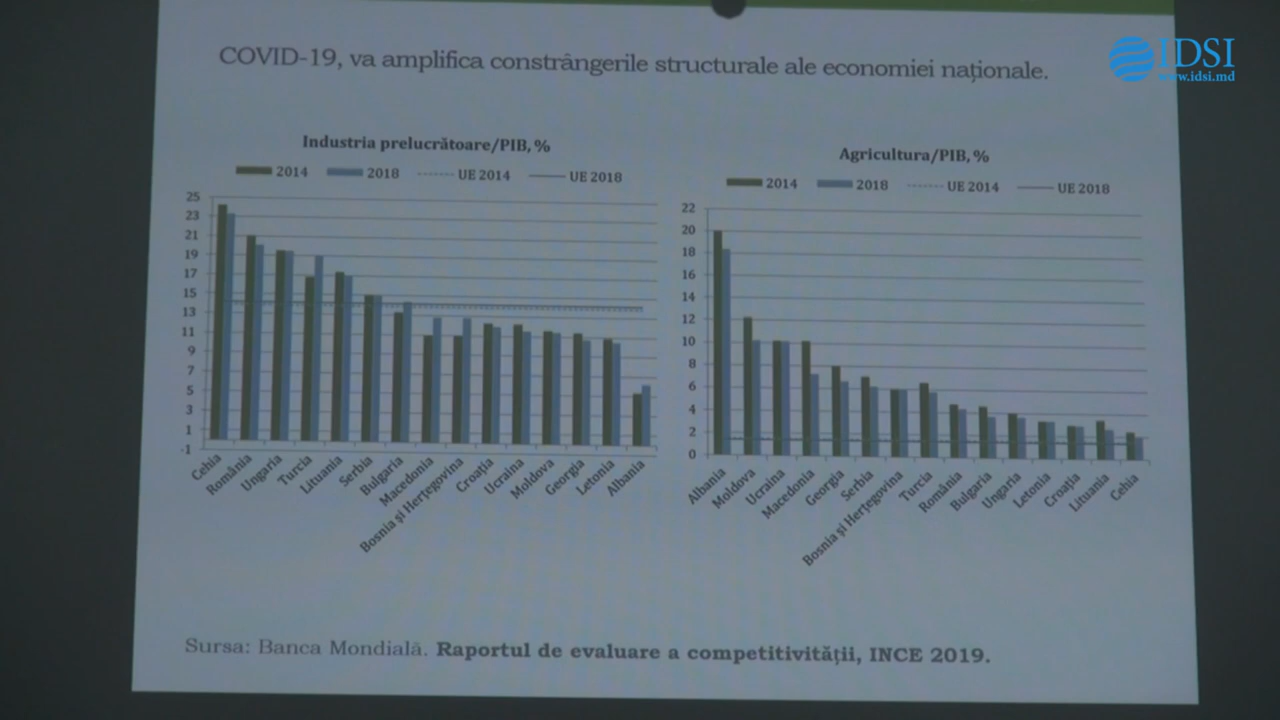 COVID-19, va amplifica constrângerile structurale ale economiei naționale.
IDSI
www.idsi.md
Industria prelucrătoare/PIB, %
2014 2018 UE 2014 UE 2018
25
23
21
19
17
15
13
11
9
7
5
3
1
-1
Cehia
România
Ungaria
Turcia
Lituania
Serbia
Bulgaria
Macedonia
Bosnia și Herțegovina
Croația
Ucraina
Moldova
Georgia
Letonia
Albania
Agricultura/PIB, %
2014 2018 UE 2014 UE 2018
22
20
18
16
14
12
10
8
6
4
2
0
Albania
Moldova
Ucraina
Macedonia
Georgia
Serbia
Bosnia și Herțegovina
Turcia
România
Bulgaria
Ungaria
Letonia
Croația
Lituania
Cehia
Sursa: Banca Mondială. Raportul de evaluare a competitivității, INCE 2019.